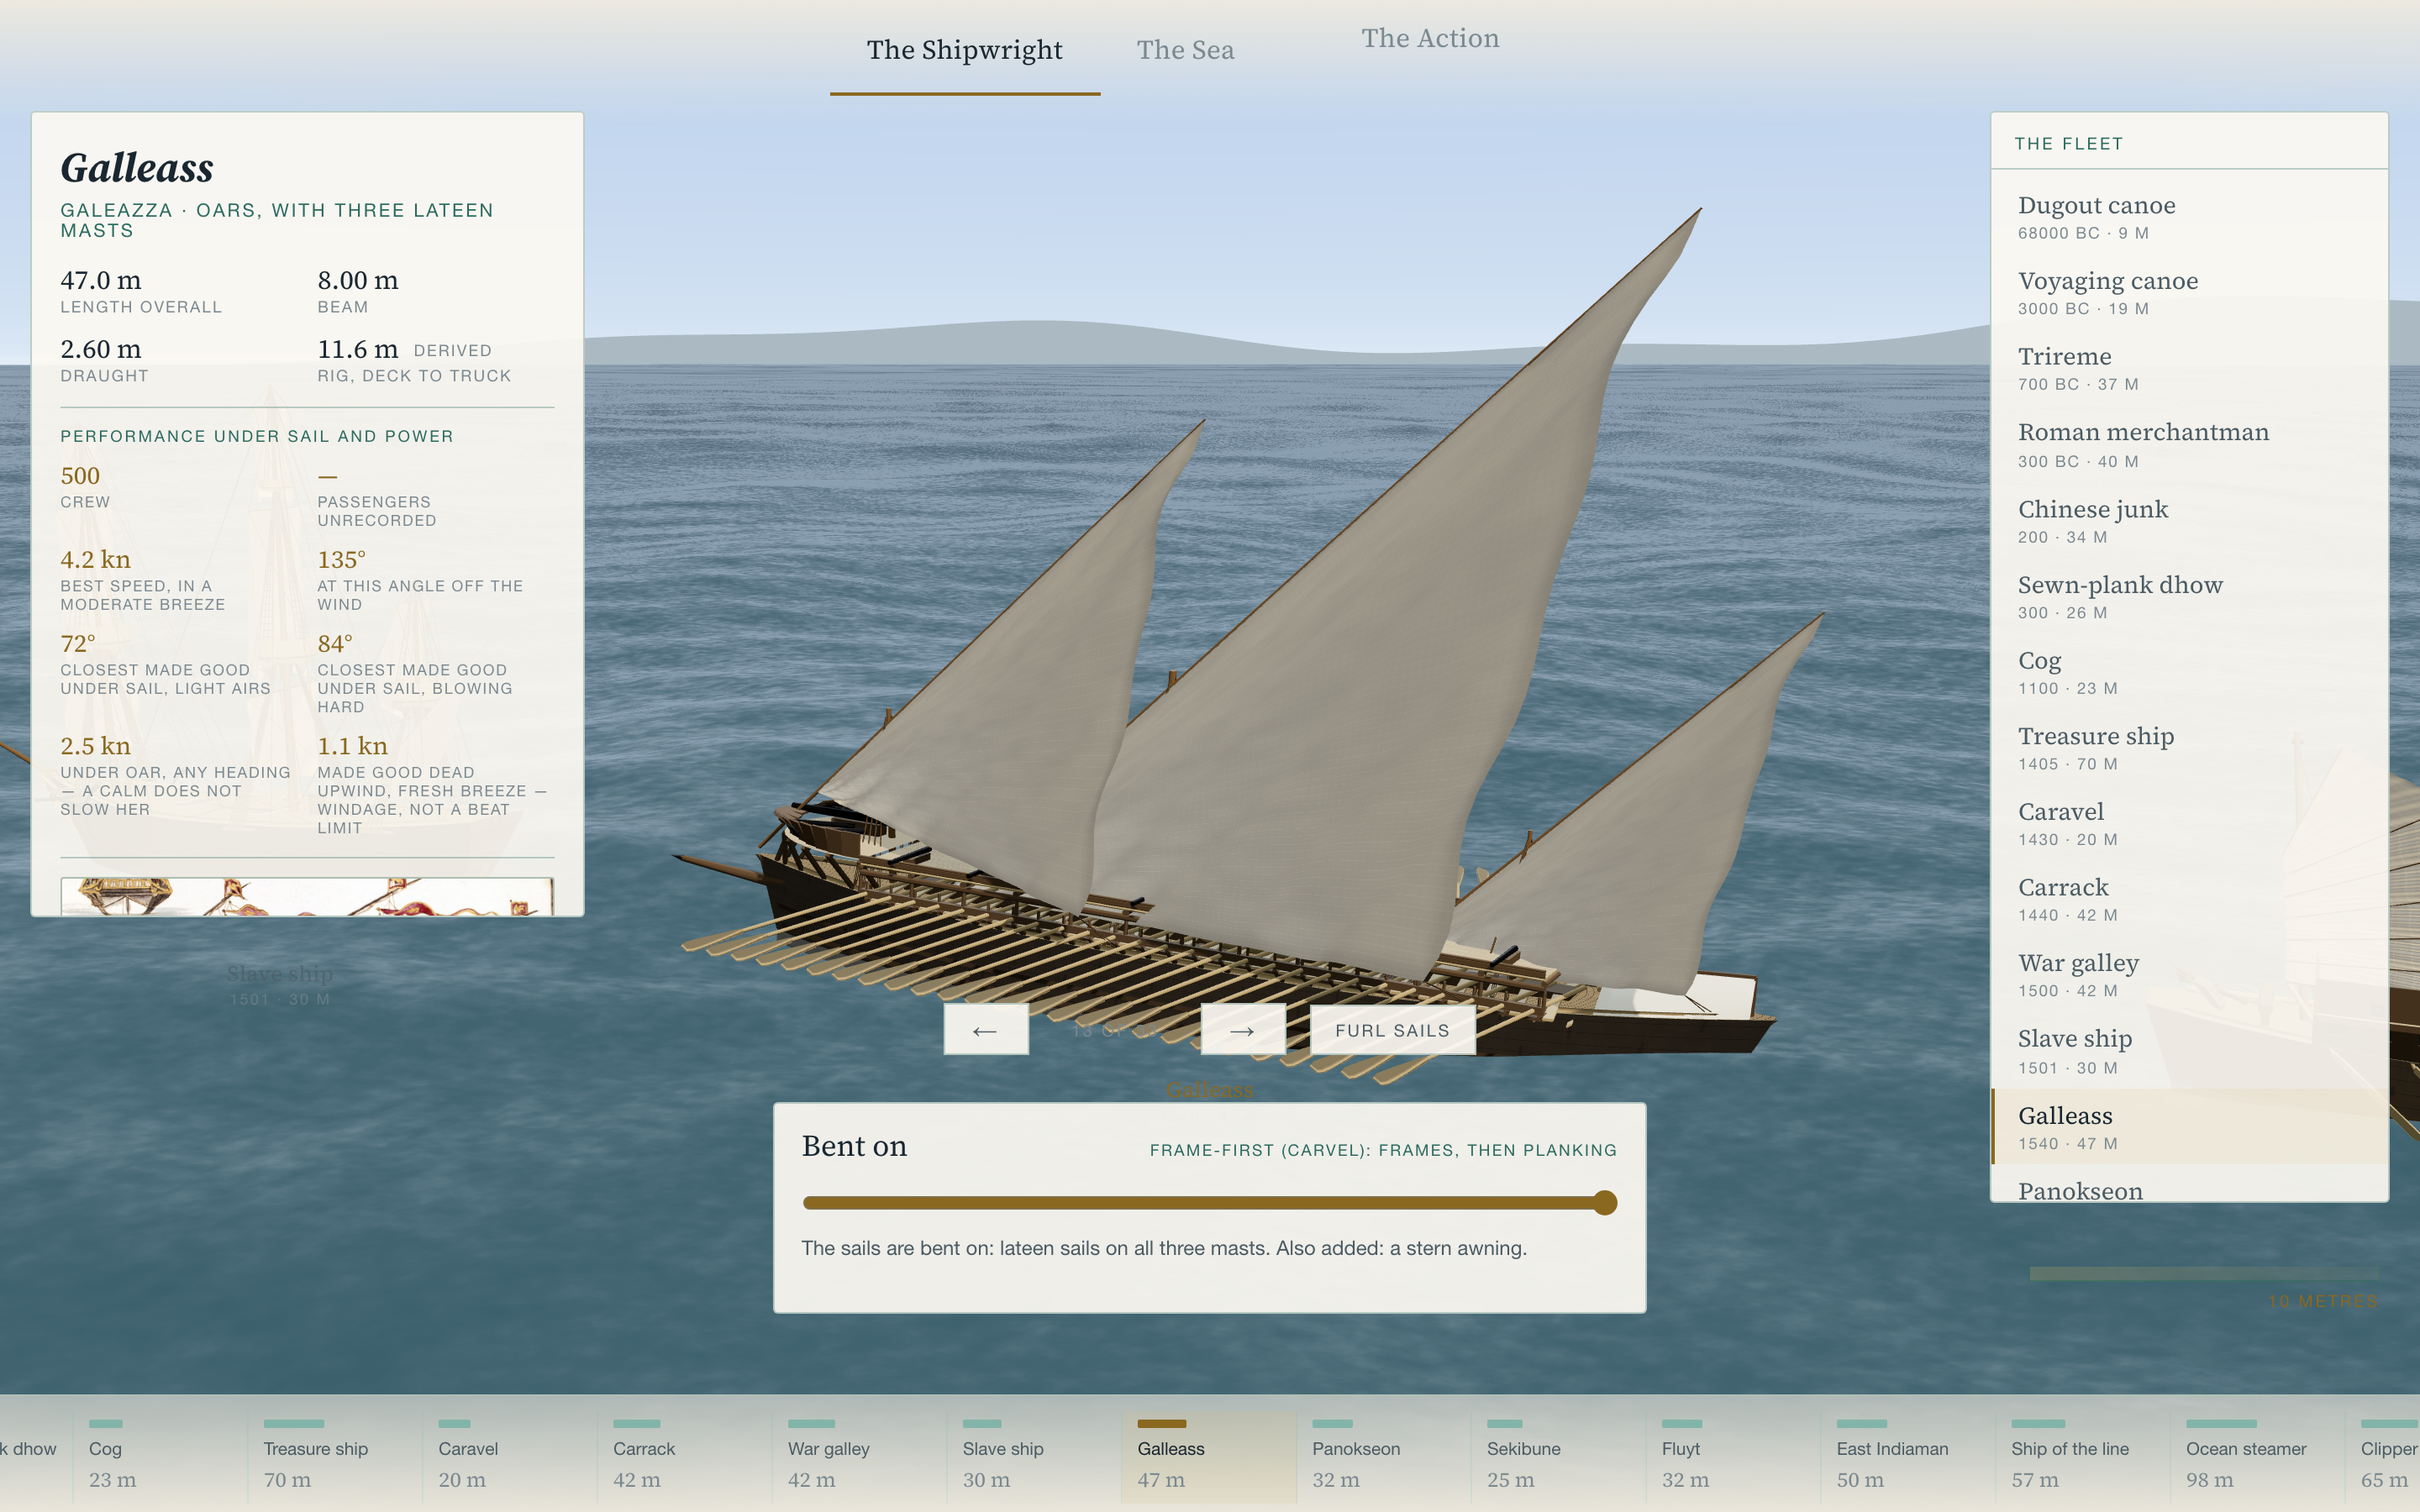 The Shipwright
The Sea
The Action
Galleass
GALEAZZA · OARS, WITH THREE LATEEN
MASTS
47.0 m
LENGTH OVERALL
8.00 m
BEAM
2.60 m
DRAUGHT
11.6 m DERIVED
RIG, DECK TO TRUCK
PERFORMANCE UNDER SAIL AND POWER
500
CREW
—
PASSENGERS
UNRECORDED
4.2 kn
BEST SPEED, IN A
MODERATE BREEZE
135°
AT THIS ANGLE OFF THE
WIND
72°
CLOSEST MADE GOOD
UNDER SAIL, LIGHT AIRS
84°
CLOSEST MADE GOOD
UNDER SAIL, BLOWING
HARD
2.5 kn
UNDER OAR, ANY HEADING
— A CALM DOES NOT
SLOW HER
1.1 kn
MADE GOOD DEAD
UPWIND, FRESH BREEZE —
WINDAGE, NOT A BEAT
LIMIT
Slave ship
1501 · 30 M
THE FLEET
Dugout canoe
68000 BC · 9 M
Voyaging canoe
3000 BC · 19 M
Trireme
700 BC · 37 M
Roman merchantman
300 BC · 40 M
Chinese junk
200 · 34 M
Sewn-plank dhow
300 · 26 M
Cog
1100 · 23 M
Treasure ship
1405 · 70 M
Caravel
1430 · 20 M
Carrack
1440 · 42 M
War galley
1500 · 42 M
Slave ship
1501 · 30 M
Galleass
1540 · 47 M
Panokseon
←
13 OF
→
FURL SAILS
Galleass
Bent on
FRAME-FIRST (CARVEL): FRAMES, THEN PLANKING
The sails are bent on: lateen sails on all three masts. Also added: a stern awning.
10 METRES
k dhow
Cog
23 m
Treasure ship
70 m
Caravel
20 m
Carrack
42 m
War galley
42 m
Slave ship
30 m
Galleass
47 m
Panokseon
32 m
Sekibune
25 m
Fluyt
32 m
East Indiaman
50 m
Ship of the line
57 m
Ocean steamer
98 m
Clipper
65 m